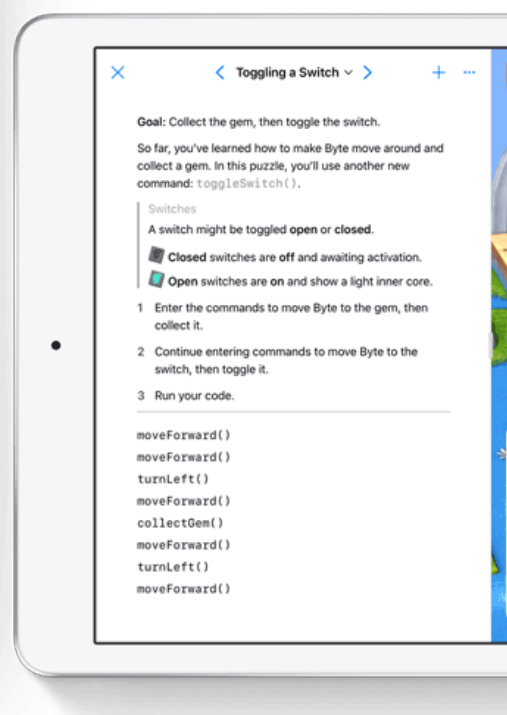 Toggling a Switch
Goal: Collect the gem, then toggle the switch.
So far, you've learned how to make Byte move around and
collect a gem. In this puzzle, you'll use another new
command: toggleSwitch().
Switches
A switch might be toggled open or closed.
Closed switches are off and awaiting activation.
Open switches are on and show a light inner core.
1 Enter the commands to move Byte to the gem, then
collect it.
2 Continue entering commands to move Byte to the
switch, then toggle it.
3 Run your code.
moveForward()
moveForward()
turnLeft()
moveForward()
collectGem()
moveForward()
turnLeft()
moveForward()